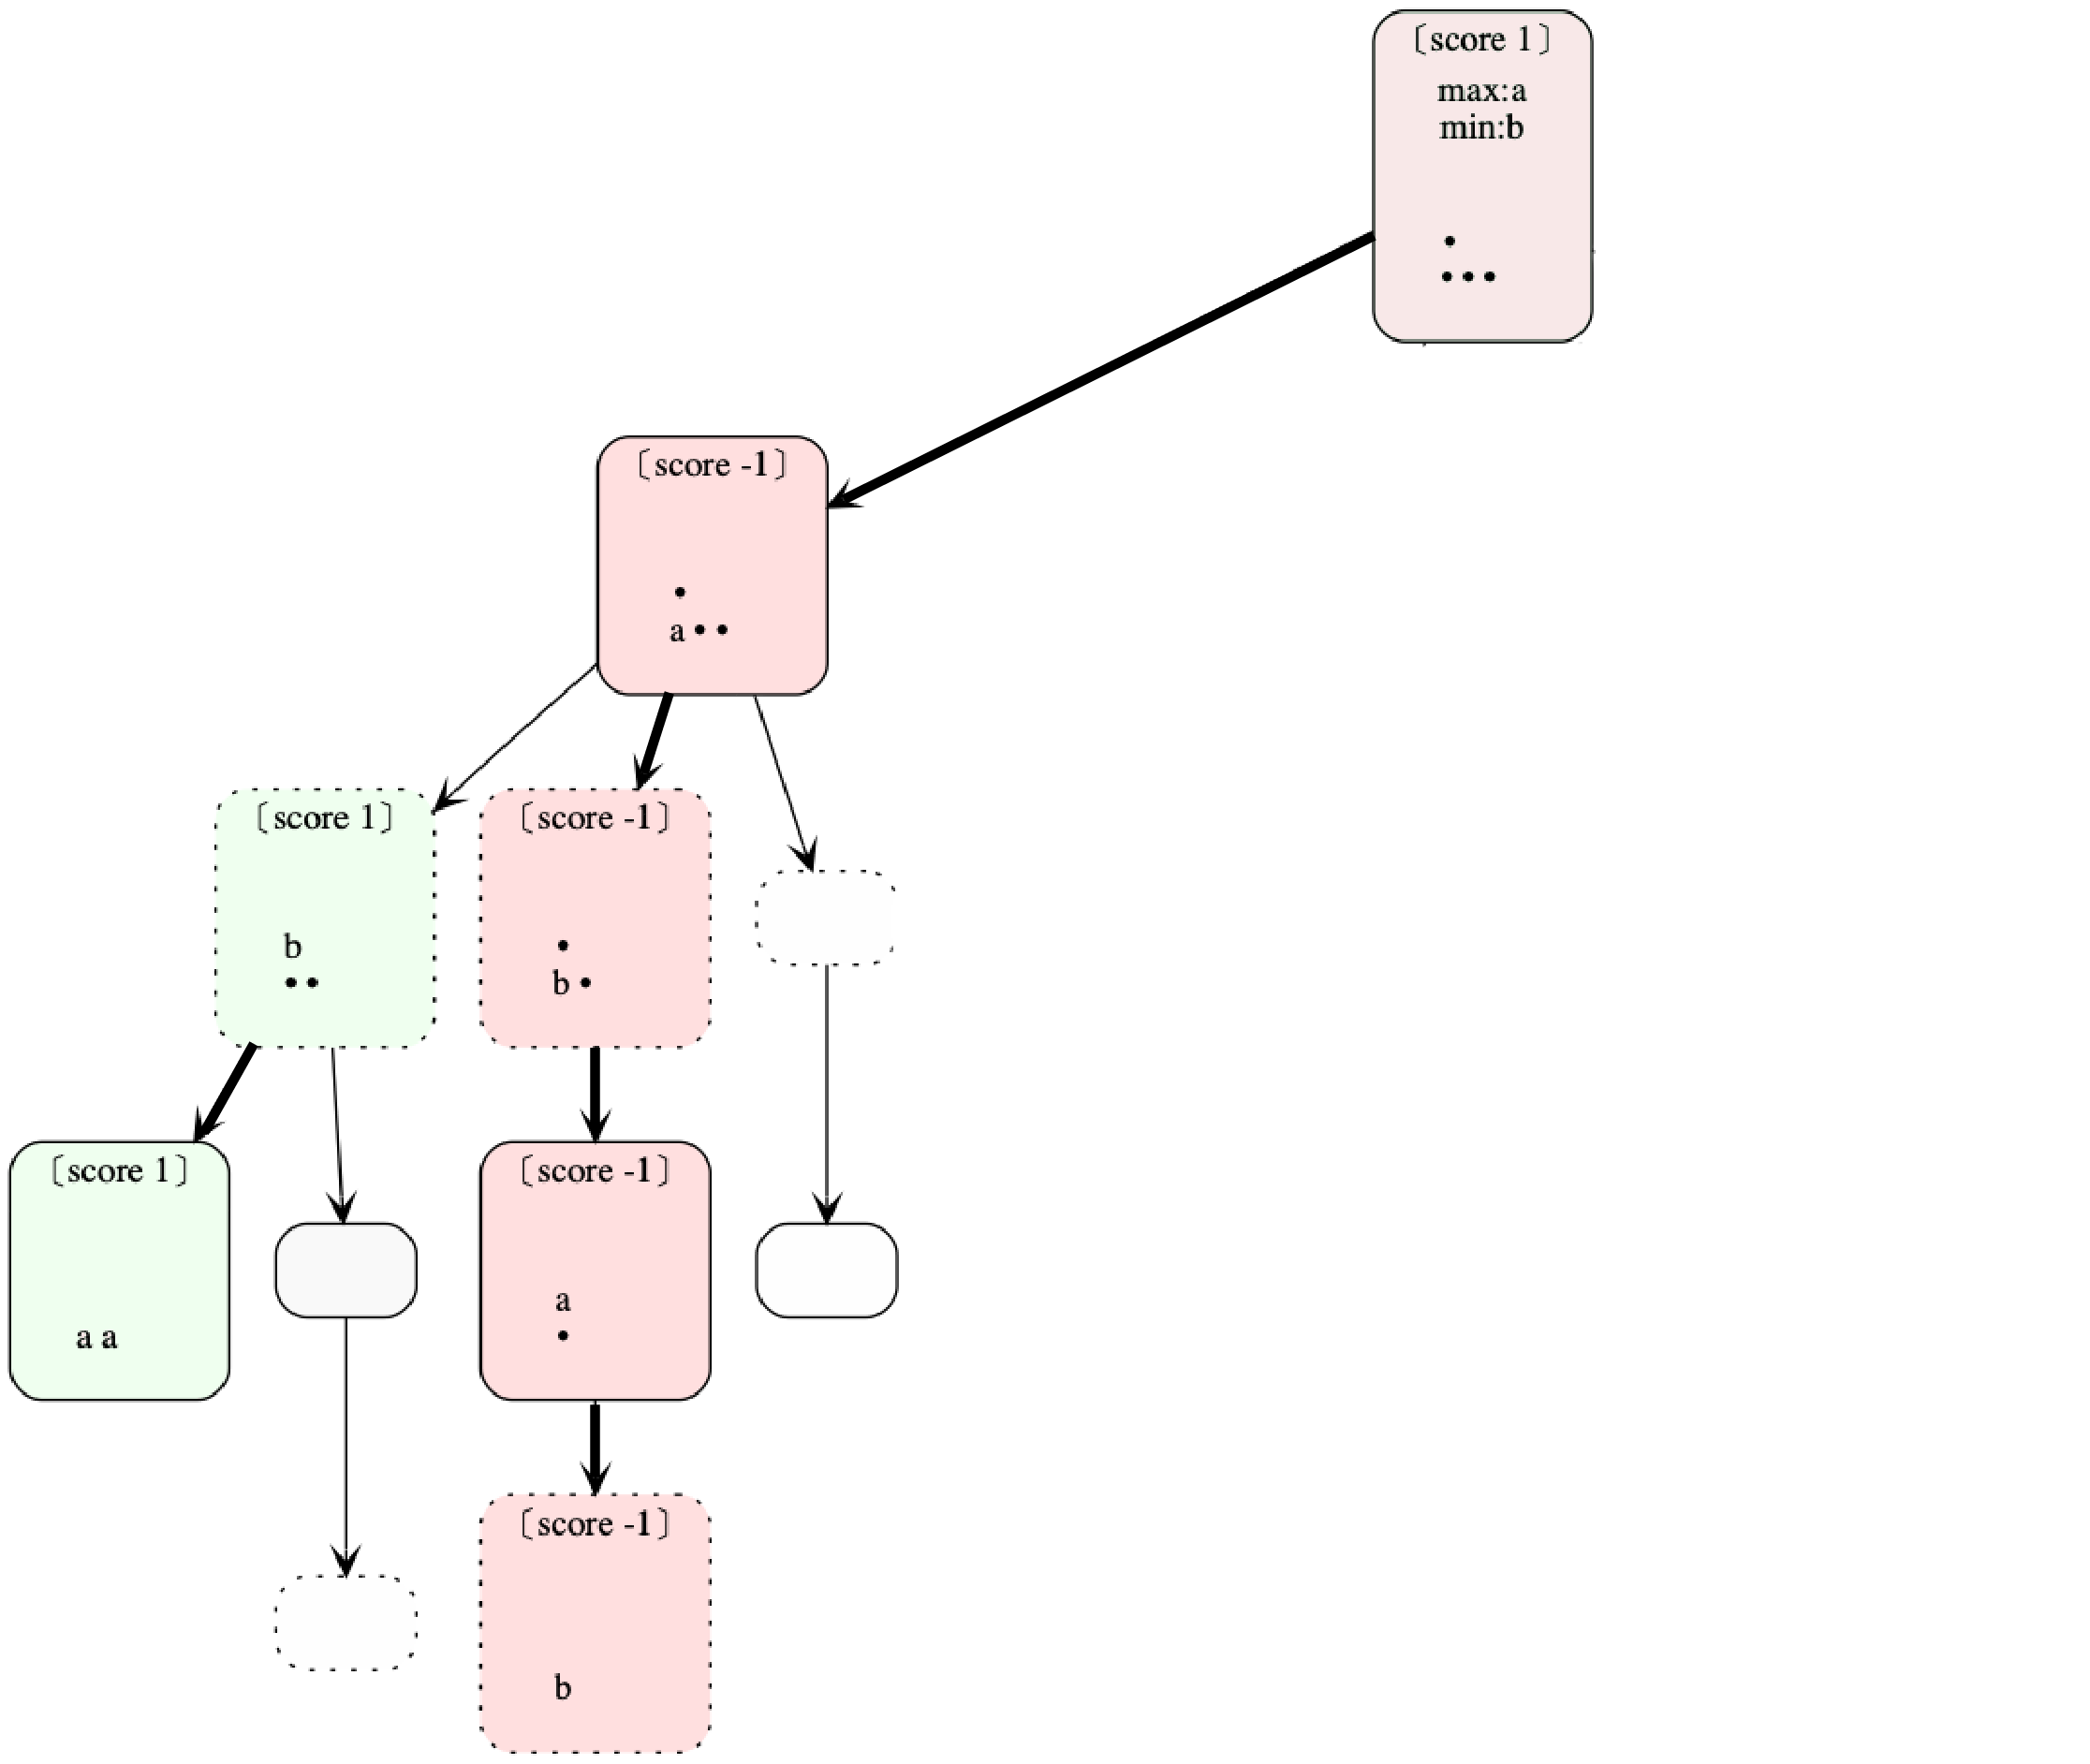 〔score 1〕
max:a
min:b
•
•••
〔score -1〕
•
a••
〔score 1〕
b
••
〔score -1〕
•
b•
〔score 1〕
a a
〔score -1〕
a
•
〔score -1〕
b